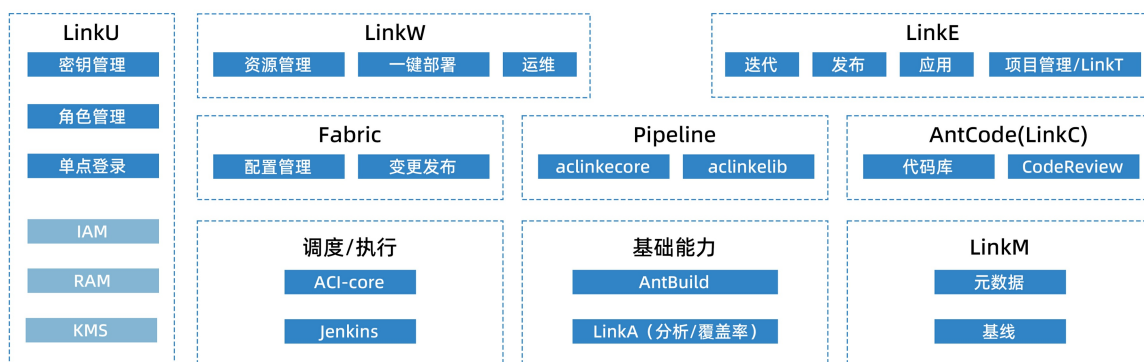 LinkU
密钥管理
角色管理
单点登录
IAM
RAM
KMS
LinkW
资源管理 一键部署 运维
LinkE
迭代 发布 应用 项目管理/LinkT
Fabric
配置管理 变更发布
Pipeline
aclinkecore aclinkelib
AntCode(LinkC)
代码库 CodeReview
调度/执行
ACI-core
Jenkins
基础能力
AntBuild
LinkA（分析/覆盖率）
LinkM
元数据
基线